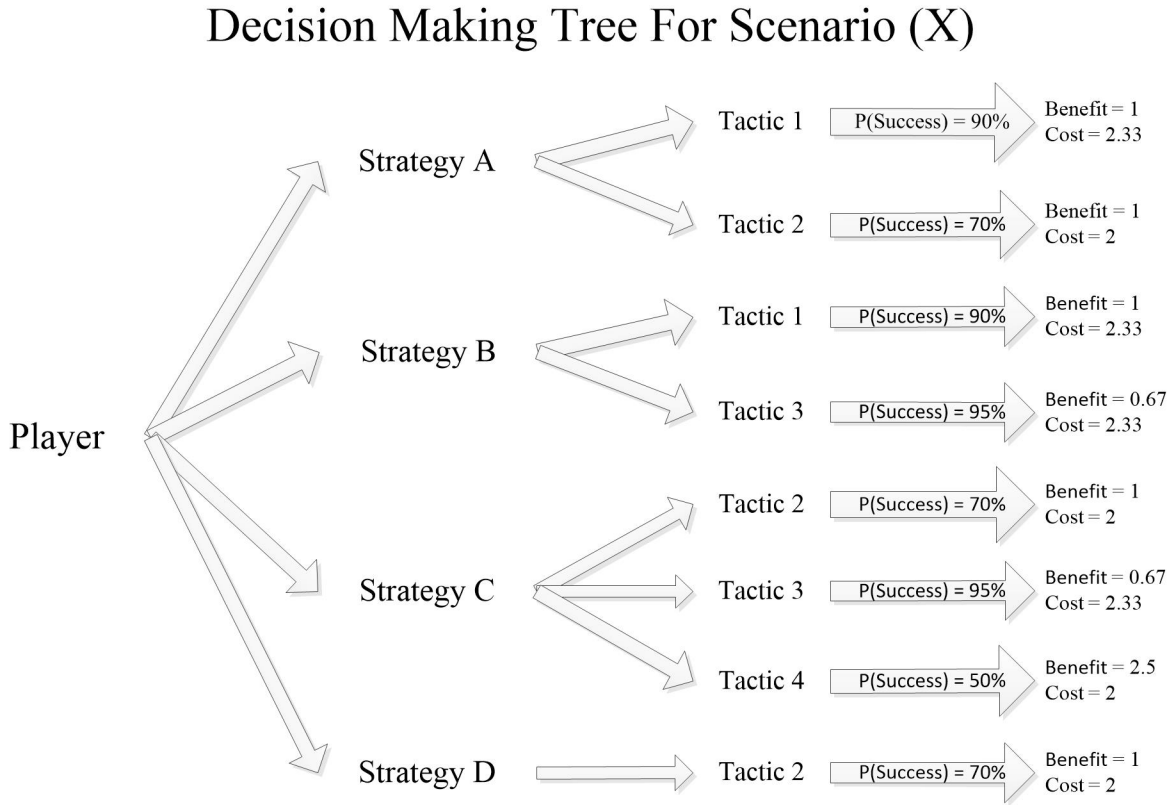 Decision Making Tree For Scenario (X)
Player
Strategy A
Tactic 1
P(Success) = 90%
Benefit = 1
Cost = 2.33
Tactic 2
P(Success) = 70%
Benefit = 1
Cost = 2
Strategy B
Tactic 1
P(Success) = 90%
Benefit = 1
Cost = 2.33
Tactic 3
P(Success) = 95%
Benefit = 0.67
Cost = 2.33
Strategy C
Tactic 2
P(Success) = 70%
Benefit = 1
Cost = 2
Tactic 3
P(Success) = 95%
Benefit = 0.67
Cost = 2.33
Tactic 4
P(Success) = 50%
Benefit = 2.5
Cost = 2
Strategy D
Tactic 2
P(Success) = 70%
Benefit = 1
Cost = 2